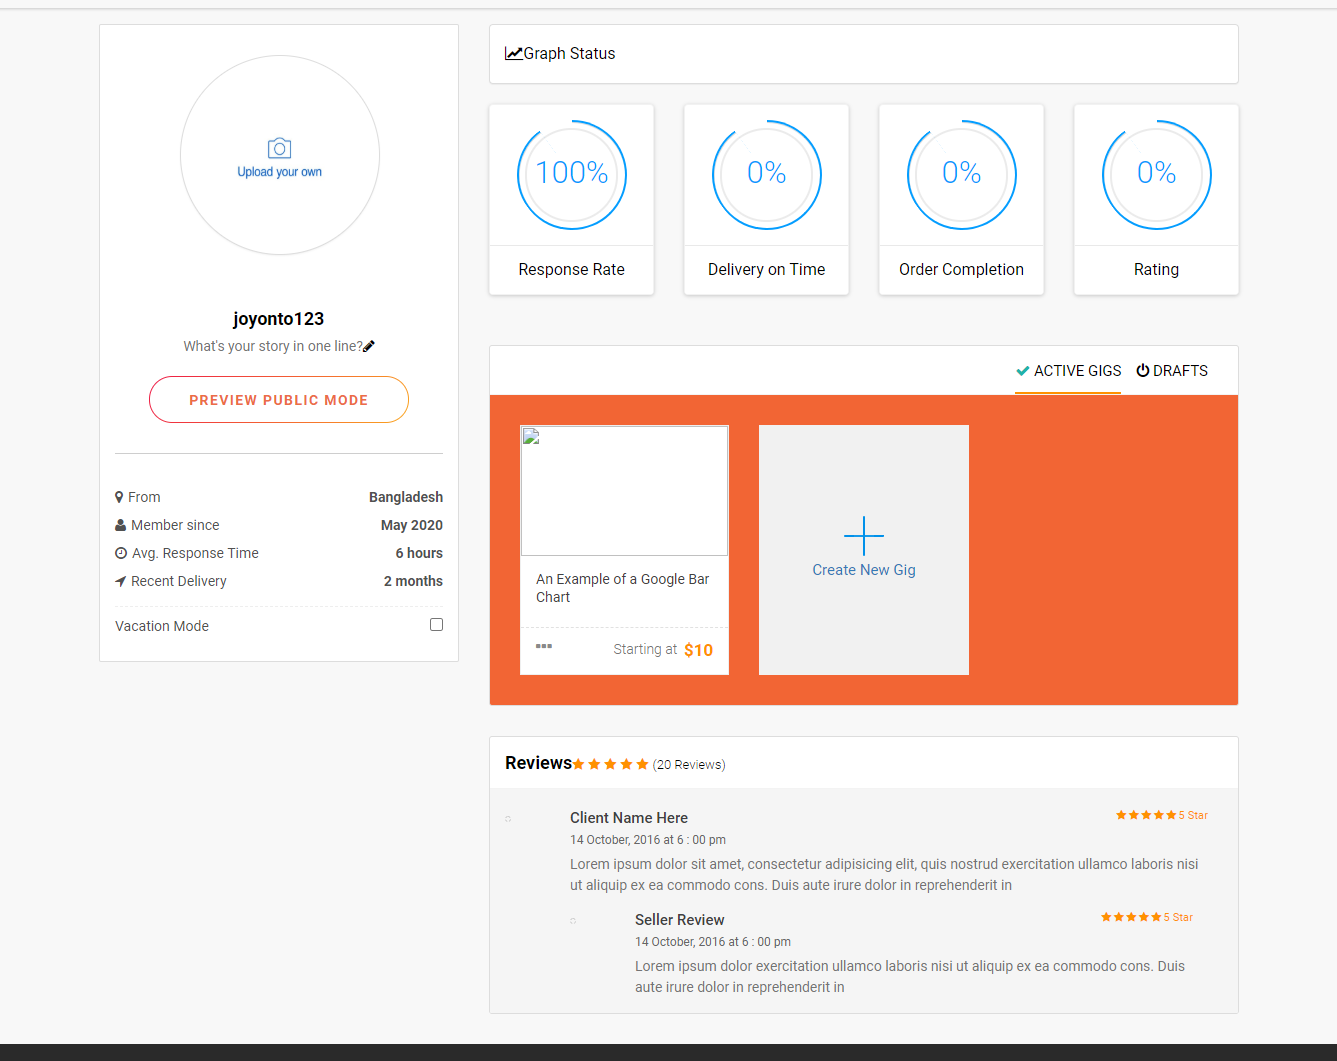 Upload your own
joyonto123
What's your story in one line?
PREVIEW PUBLIC MODE
From Bangladesh
Member since May 2020
Avg. Response Time 6 hours
Recent Delivery 2 months
Vacation Mode
Graph Status
100% 0% 0% 0%
Response Rate Delivery on Time Order Completion Rating
ACTIVE GIGS DRAFTS
An Example of a Google Bar
Chart
Starting at $10
Create New Gig
Reviews (20 Reviews)
Client Name Here 5 Star
14 October, 2016 at 6 : 00 pm
Lorem ipsum dolor sit amet, consectetur adipisicing elit, quis nostrud exercitation ullamco laboris nisi
ut aliquip ex ea commodo cons. Duis aute irure dolor in reprehenderit in
Seller Review 5 Star
14 October, 2016 at 6 : 00 pm
Lorem ipsum dolor exercitation ullamco laboris nisi ut aliquip ex ea commodo cons. Duis
aute irure dolor in reprehenderit in